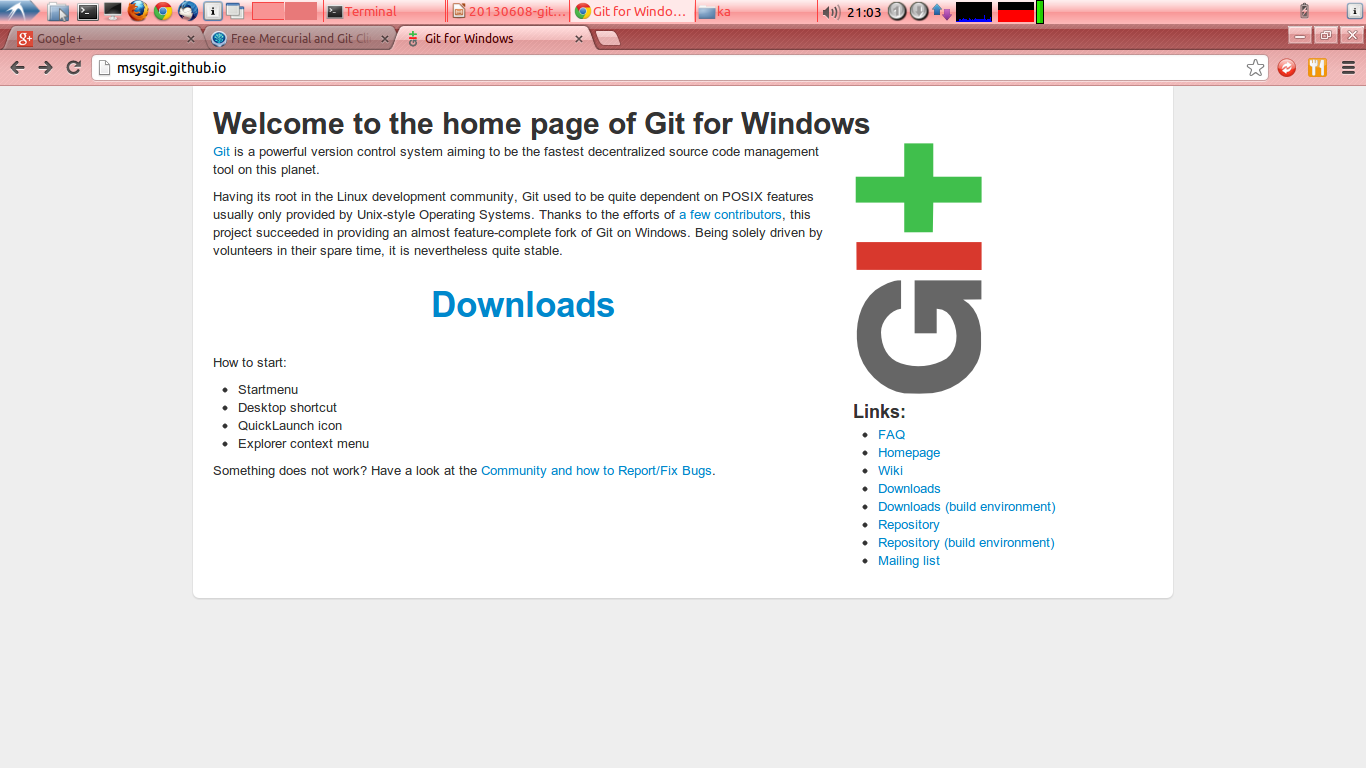 Terminal
20130608-git...
Git for Windo...
ka
21:03
Google+
Free Mercurial and Git Cli
Git for Windows
msysgit.github.io
Welcome to the home page of Git for Windows
Git is a powerful version control system aiming to be the fastest decentralized source code management
tool on this planet.
Having its root in the Linux development community, Git used to be quite dependent on POSIX features
usually only provided by Unix-style Operating Systems. Thanks to the efforts of a few contributors, this
project succeeded in providing an almost feature-complete fork of Git on Windows. Being solely driven by
volunteers in their spare time, it is nevertheless quite stable.
Downloads
How to start:
Startmenu
Desktop shortcut
QuickLaunch icon
Explorer context menu
Something does not work? Have a look at the Community and how to Report/Fix Bugs.
GIt
Links:
FAQ
Homepage
Wiki
Downloads
Downloads (build environment)
Repository
Repository (build environment)
Mailing list